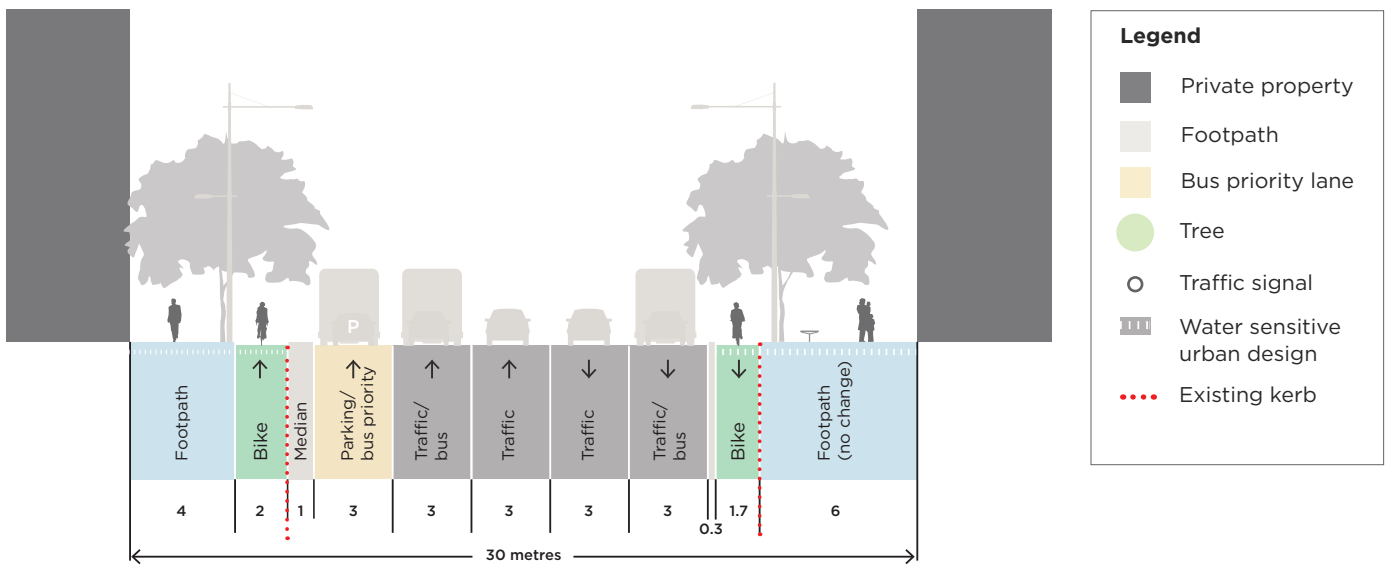 Legend
Private property
Footpath
Bus priority lane
Tree
Traffic signal
Water sensitive
urban design
Existing kerb
P
Footpath
Bike
Median
Parking/
bus priority
Traffic/
bus
Traffic
Traffic
Traffic/
bus
Bike
Footpath
(no change)
4
2
1
3
3
3
3
3
0.3
1.7
6
30 metres